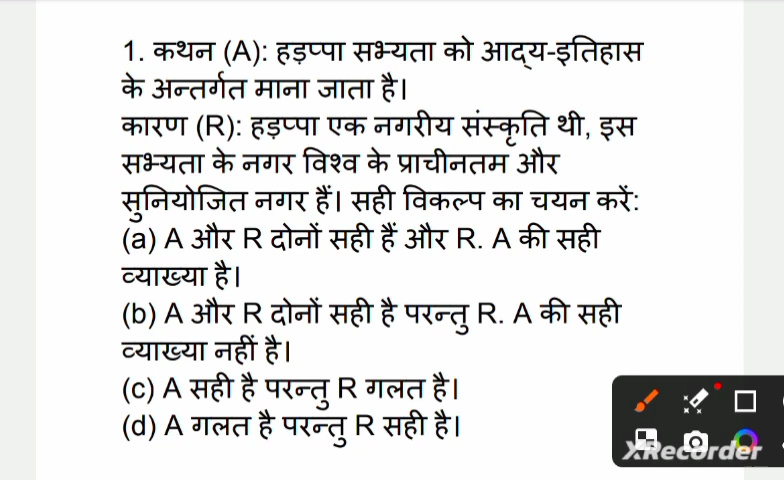 1. कथन (A): हड़प्पा सभ्यता को आद्य-इतिहास
के अन्तर्गत माना जाता है।
कारण (R): हड़प्पा एक नगरीय संस्कृति थी, इस
सभ्यता के नगर विश्व के प्राचीनतम और
सुनियोजित नगर हैं। सही विकल्प का चयन करें:
(a) A और R दोनों सही हैं और R. A की सही
व्याख्या है।
(b) A और R दोनों सही है परन्तु R. A की सही
व्याख्या नहीं है।
(c) A सही है परन्तु R गलत है।
(d) A गलत है परन्तु R सही है।
XRecorder